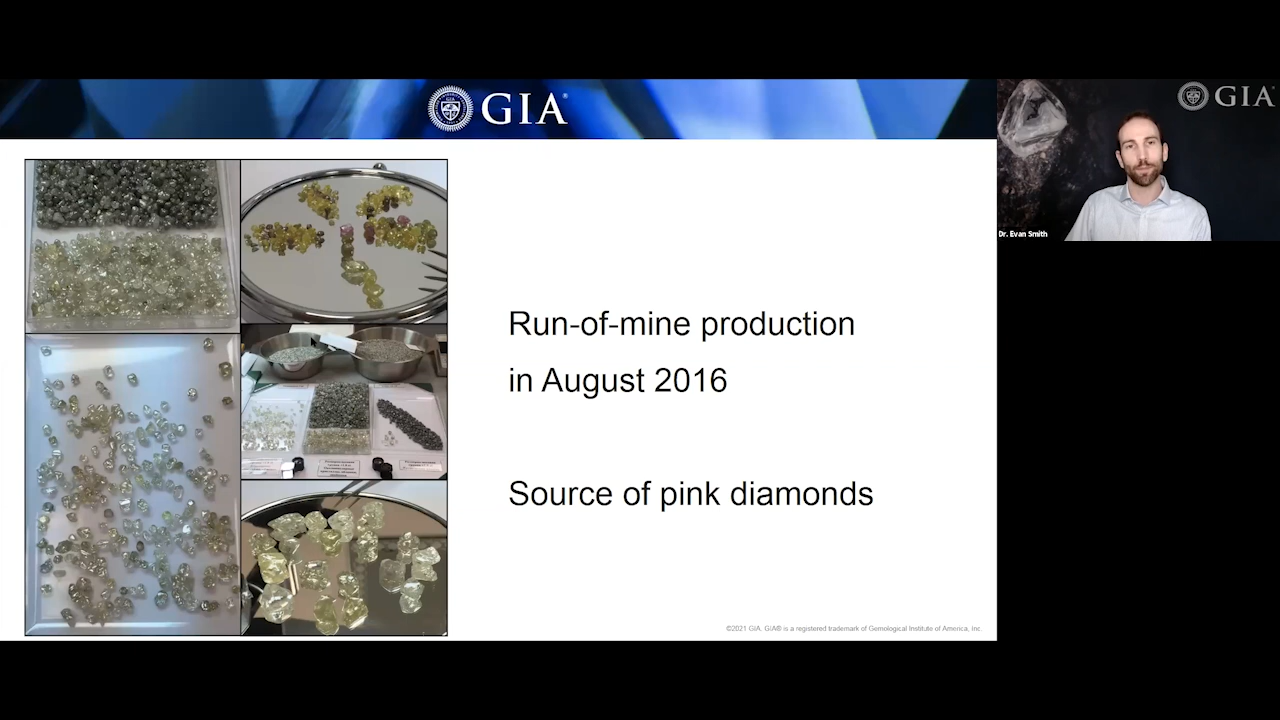 GIA
GIA
Dr. Evan Smith
Run-of-mine production
in August 2016
Source of pink diamonds
©2021 GIA. GIA® is a registered trademark of Gemological Institute of America, Inc.